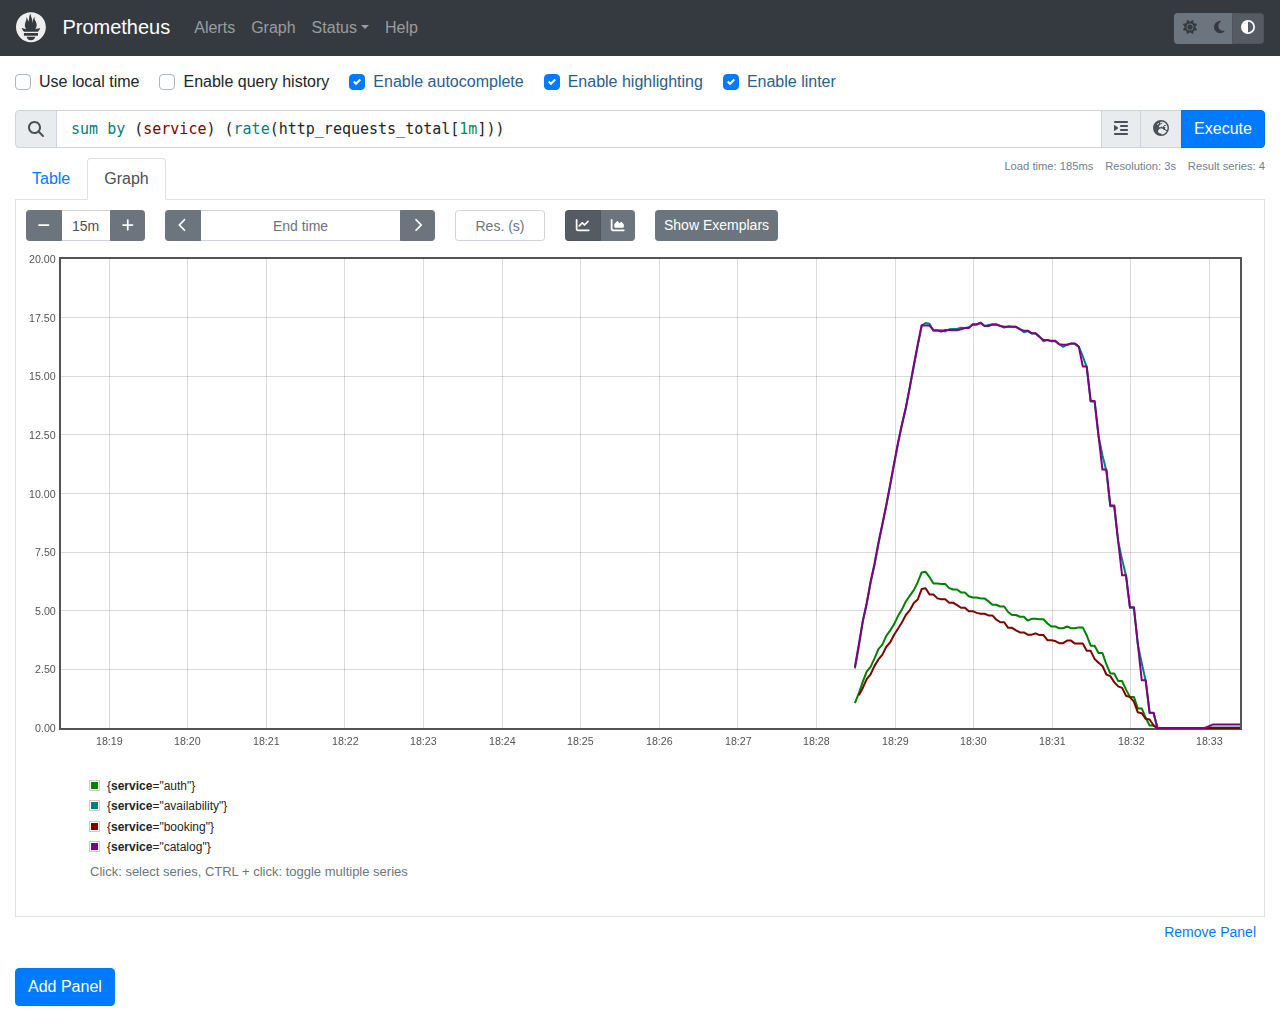 Prometheus Alerts Graph Status Help
Use local time Enable query history Enable autocomplete Enable highlighting Enable linter
sum by (service) (rate(http_requests_total[1m])) Execute
Table Graph Load time: 185ms Resolution: 3s Result series: 4
15m End time Res. (s) Show Exemplars
20.00
17.50
15.00
12.50
10.00
7.50
5.00
2.50
0.00
18:19 18:20 18:21 18:22 18:23 18:24 18:25 18:26 18:27 18:28 18:29 18:30 18:31 18:32 18:33
{service="auth"}
{service="availability"}
{service="booking"}
{service="catalog"}
Click: select series, CTRL + click: toggle multiple series
Remove Panel
Add Panel